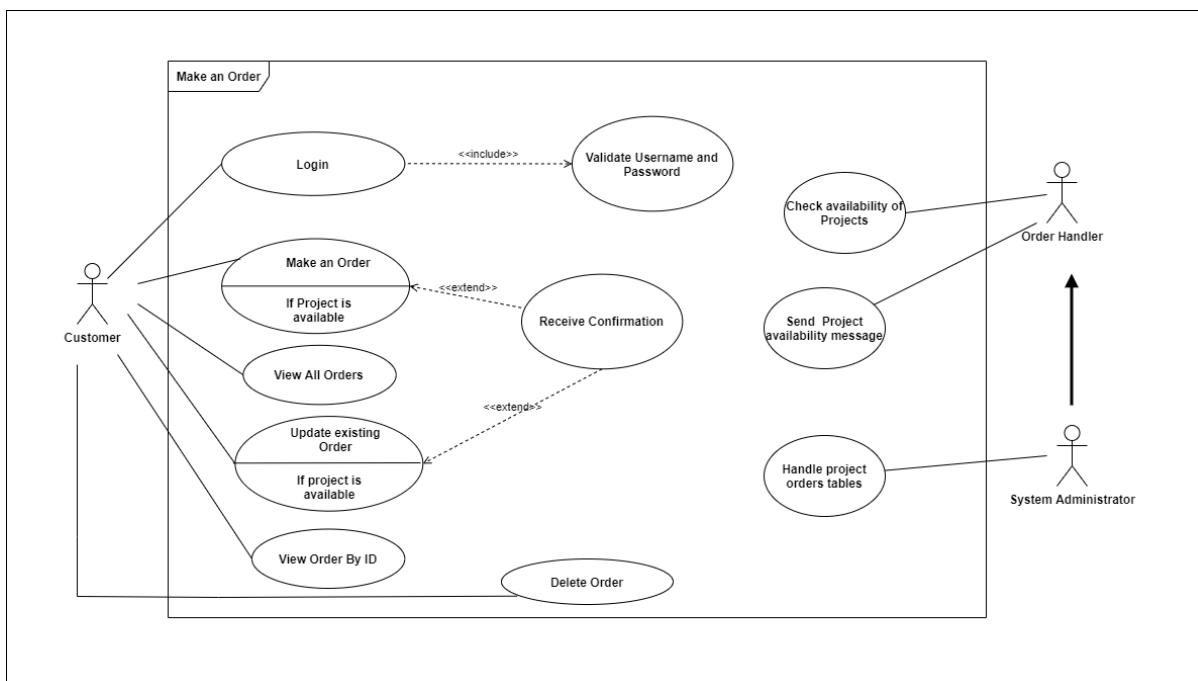 Make an Order
Login
<<include>>
Validate Username and
Password
Check availability of
Projects
Order Handler
Make an Order
If Project is
available
<<extend>>
Receive Confirmation
Send Project
availability message
Customer
View All Orders
<<extend>>
Update existing
Order
If project is
available
Handle project
orders tables
System Administrator
View Order By ID
Delete Order